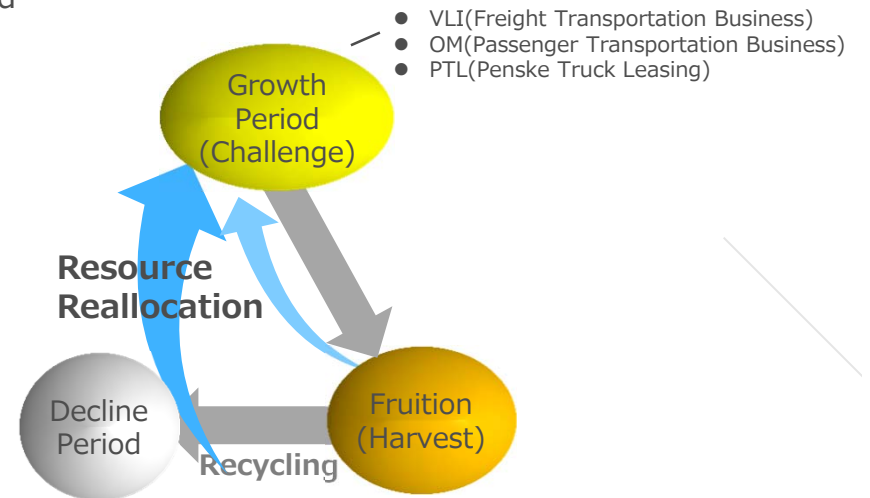 ● VLI(Freight Transportation Business)
● OM(Passenger Transportation Business)
● PTL(Penske Truck Leasing)
Growth
Period
(Challenge)
Resource
Reallocation
Decline
Period
Fruition
(Harvest)
Recycling